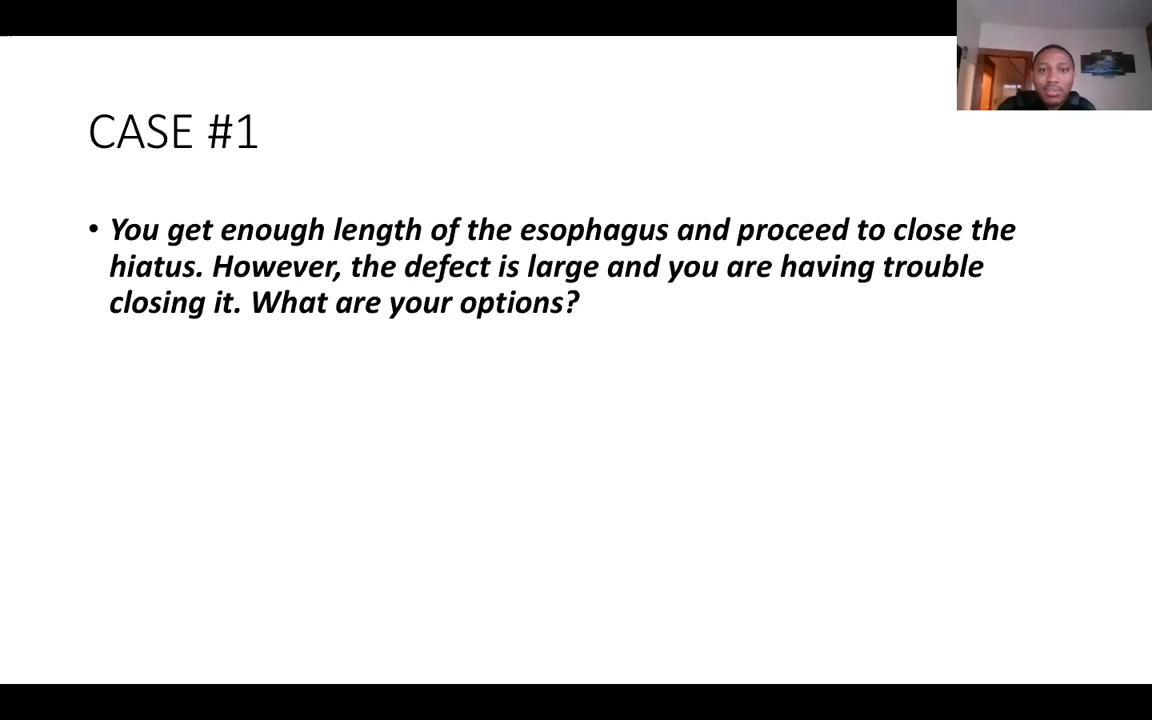 CASE #1
• You get enough length of the esophagus and proceed to close the
hiatus. However, the defect is large and you are having trouble
closing it. What are your options?